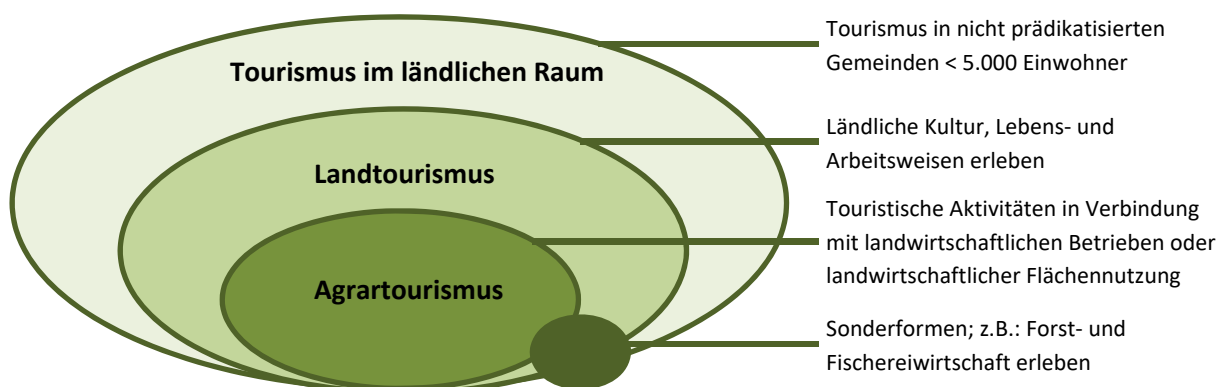 Tourismus in nicht prädikatisierten
Gemeinden < 5.000 Einwohner
Tourismus im ländlichen Raum
Ländliche Kultur, Lebens- und
Arbeitsweisen erleben
Landtourismus
Touristische Aktivitäten in Verbindung
mit landwirtschaftlichen Betrieben oder
landwirtschaftlicher Flächennutzung
Agrartourismus
Sonderformen; z.B.: Forst- und
Fischereiwirtschaft erleben